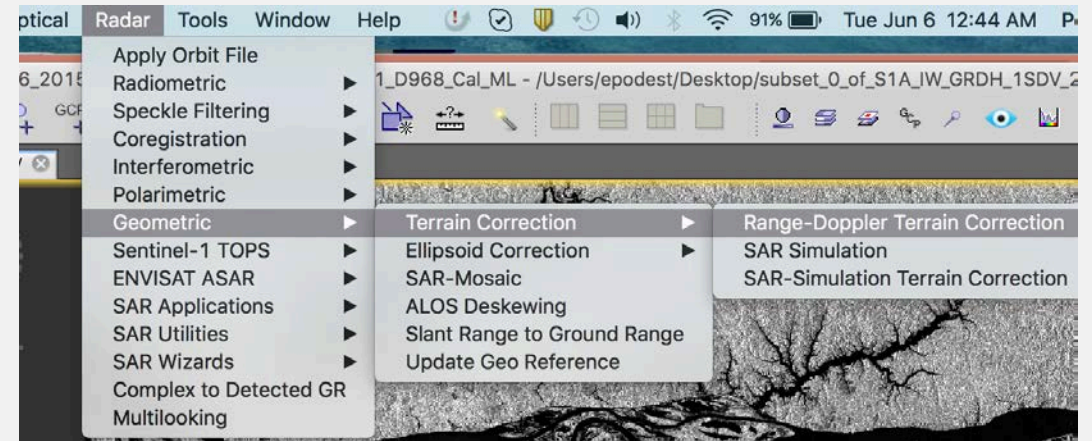 Radar Tools Window Help 91% Tue Jun 6 12:44 AM
1_D968_Cal_ML - /Users/epodest/Desktop/subset_0_of_S1A_IW_GRDH_1SDV_2
Apply Orbit File
Radiometric
Speckle Filtering
Coregistration
Interferometric
Polarimetric
Geometric
Sentinel-1 TOPS
ENVISAT ASAR
SAR Applications
SAR Utilities
SAR Wizards
Complex to Detected GR
Multilooking
Terrain Correction
Ellipsoid Correction
SAR-Mosaic
ALOS Deskewing
Slant Range to Ground Range
Update Geo Reference
Range-Doppler Terrain Correction
SAR Simulation
SAR-Simulation Terrain Correction